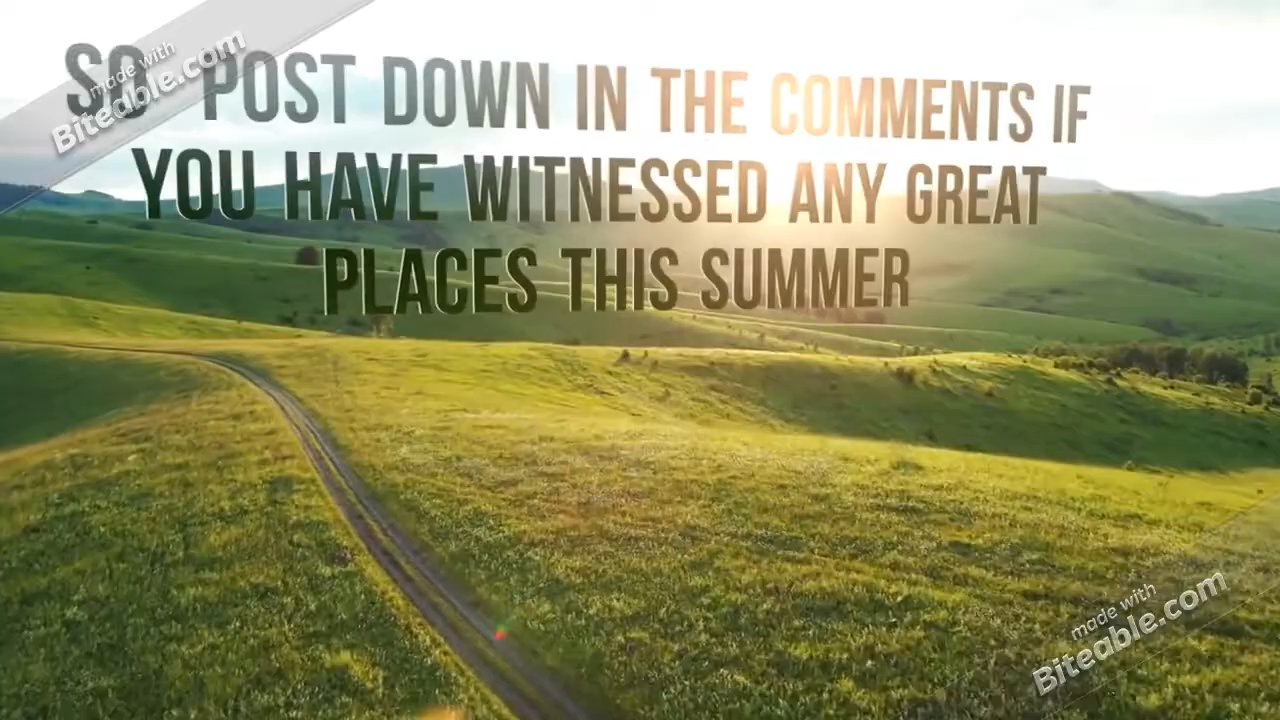 SO POST DOWN IN THE COMMENTS IF
YOU HAVE WITNESSED ANY GREAT
PLACES THIS SUMMER
made with
Biteable.com
made with
Biteable.com